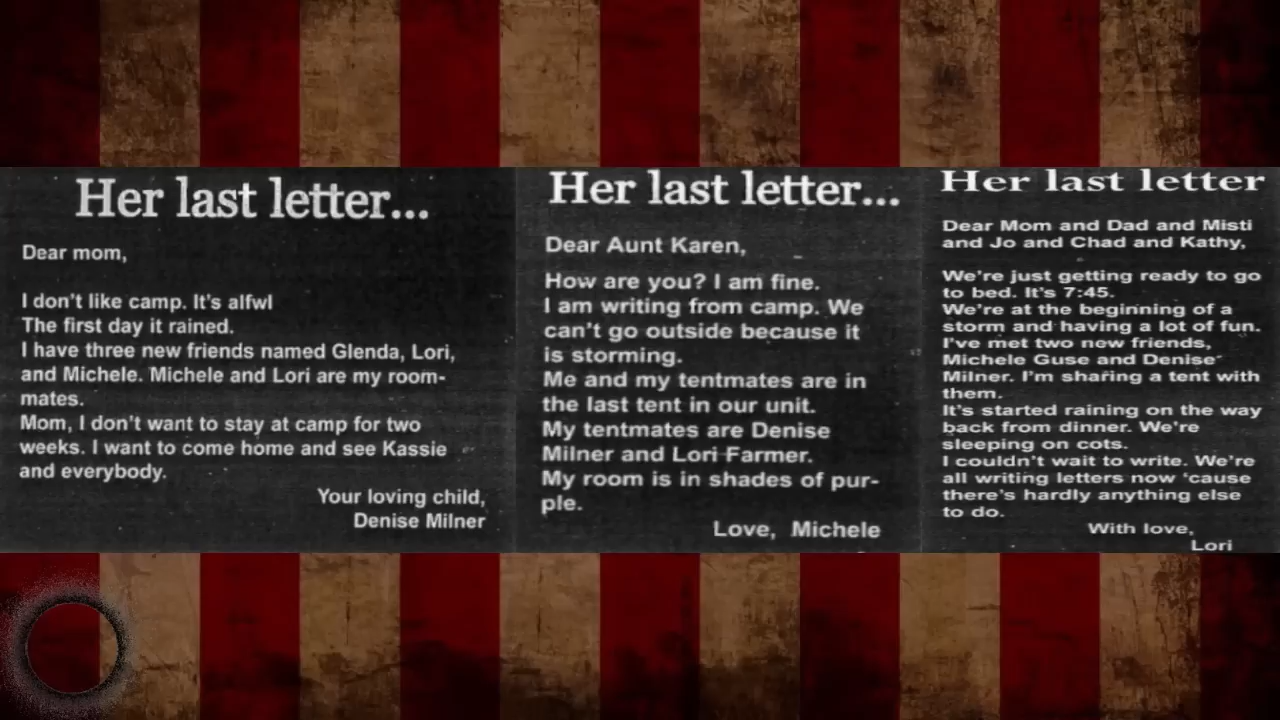 Her last letter...
Dear mom,
I don't like camp. It's alfwl
The first day it rained.
I have three new friends named Glenda, Lori,
and Michele. Michele and Lori are my room-
mates.
Mom, I don't want to stay at camp for two
weeks. I want to come home and see Kassie
and everybody.
Your loving child,
Denise Milner
Her last letter...
Dear Aunt Karen,
How are you? I am fine.
I am writing from camp. We
can't go outside because it
is storming.
Me and my tentmates are in
the last tent in our unit.
My tentmates are Denise
Milner and Lori Farmer.
My room is in shades of pur-
ple.
Love, Michele
Her last letter
Dear Mom and Dad and Misti
and Jo and Chad and Kathy,
We're just getting ready to go
to bed. It's 7:45.
We're at the beginning of a
storm and having a lot of fun.
I've met two new friends,
Michele Guse and Denise
Milner. I'm sharing a tent with
them.
It's started raining on the way
back from dinner. We're
sleeping on cots.
I couldn't wait to write. We're
all writing letters now 'cause
there's hardly anything else
to do.
With love,
Lori